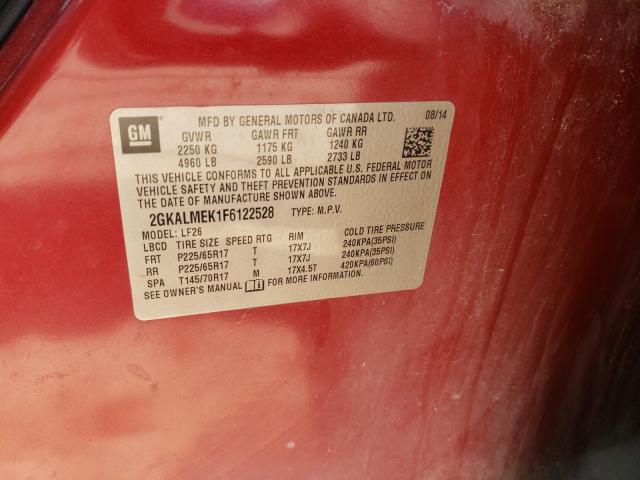 GM
MFD BY GENERAL MOTORS OF CANADA LTD. 08/14
GVWR GAWR FRT GAWR RR
2250 KG 1175 KG 1240 KG
4960 LB 2590 LB 2733 LB
THIS VEHICLE CONFORMS TO ALL APPLICABLE U.S. FEDERAL MOTOR
VEHICLE SAFETY AND THEFT PREVENTION STANDARDS IN EFFECT ON
THE DATE OF MANUFACTURE SHOWN ABOVE.
2GKALMEK1F6122528 TYPE: M.P.V.
MODEL: LF26
LBCD TIRE SIZE SPEED RTG RIM COLD TIRE PRESSURE
FRT P225/65R17 T 17X7J 240KPA(35PSI)
RR P225/65R17 T 17X7J 240KPA(35PSI)
SPA T145/70R17 M 17X4.5T 420KPA(60PSI)
SEE OWNER'S MANUAL FOR MORE INFORMATION.